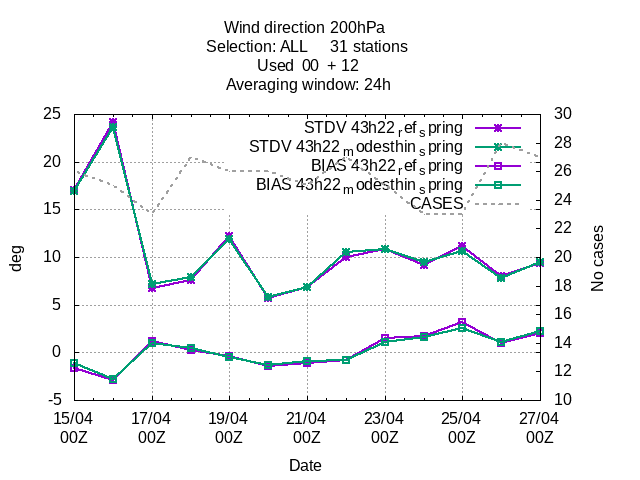 Wind direction 200hPa
Selection: ALL 31 stations
Used 00 + 12
Averaging window: 24h
25
20
15
10
5
0
-5
deg
30
28
26
24
22
20
18
16
14
12
10
No cases
STDV 43h22_ref_spring
STDV 43h22_modesthin_spring
BIAS 43h22_ref_spring
BIAS 43h22_modesthin_spring
CASES
15/04 17/04 19/04 21/04 23/04 25/04 27/04
00Z 00Z 00Z 00Z 00Z 00Z 00Z
Date